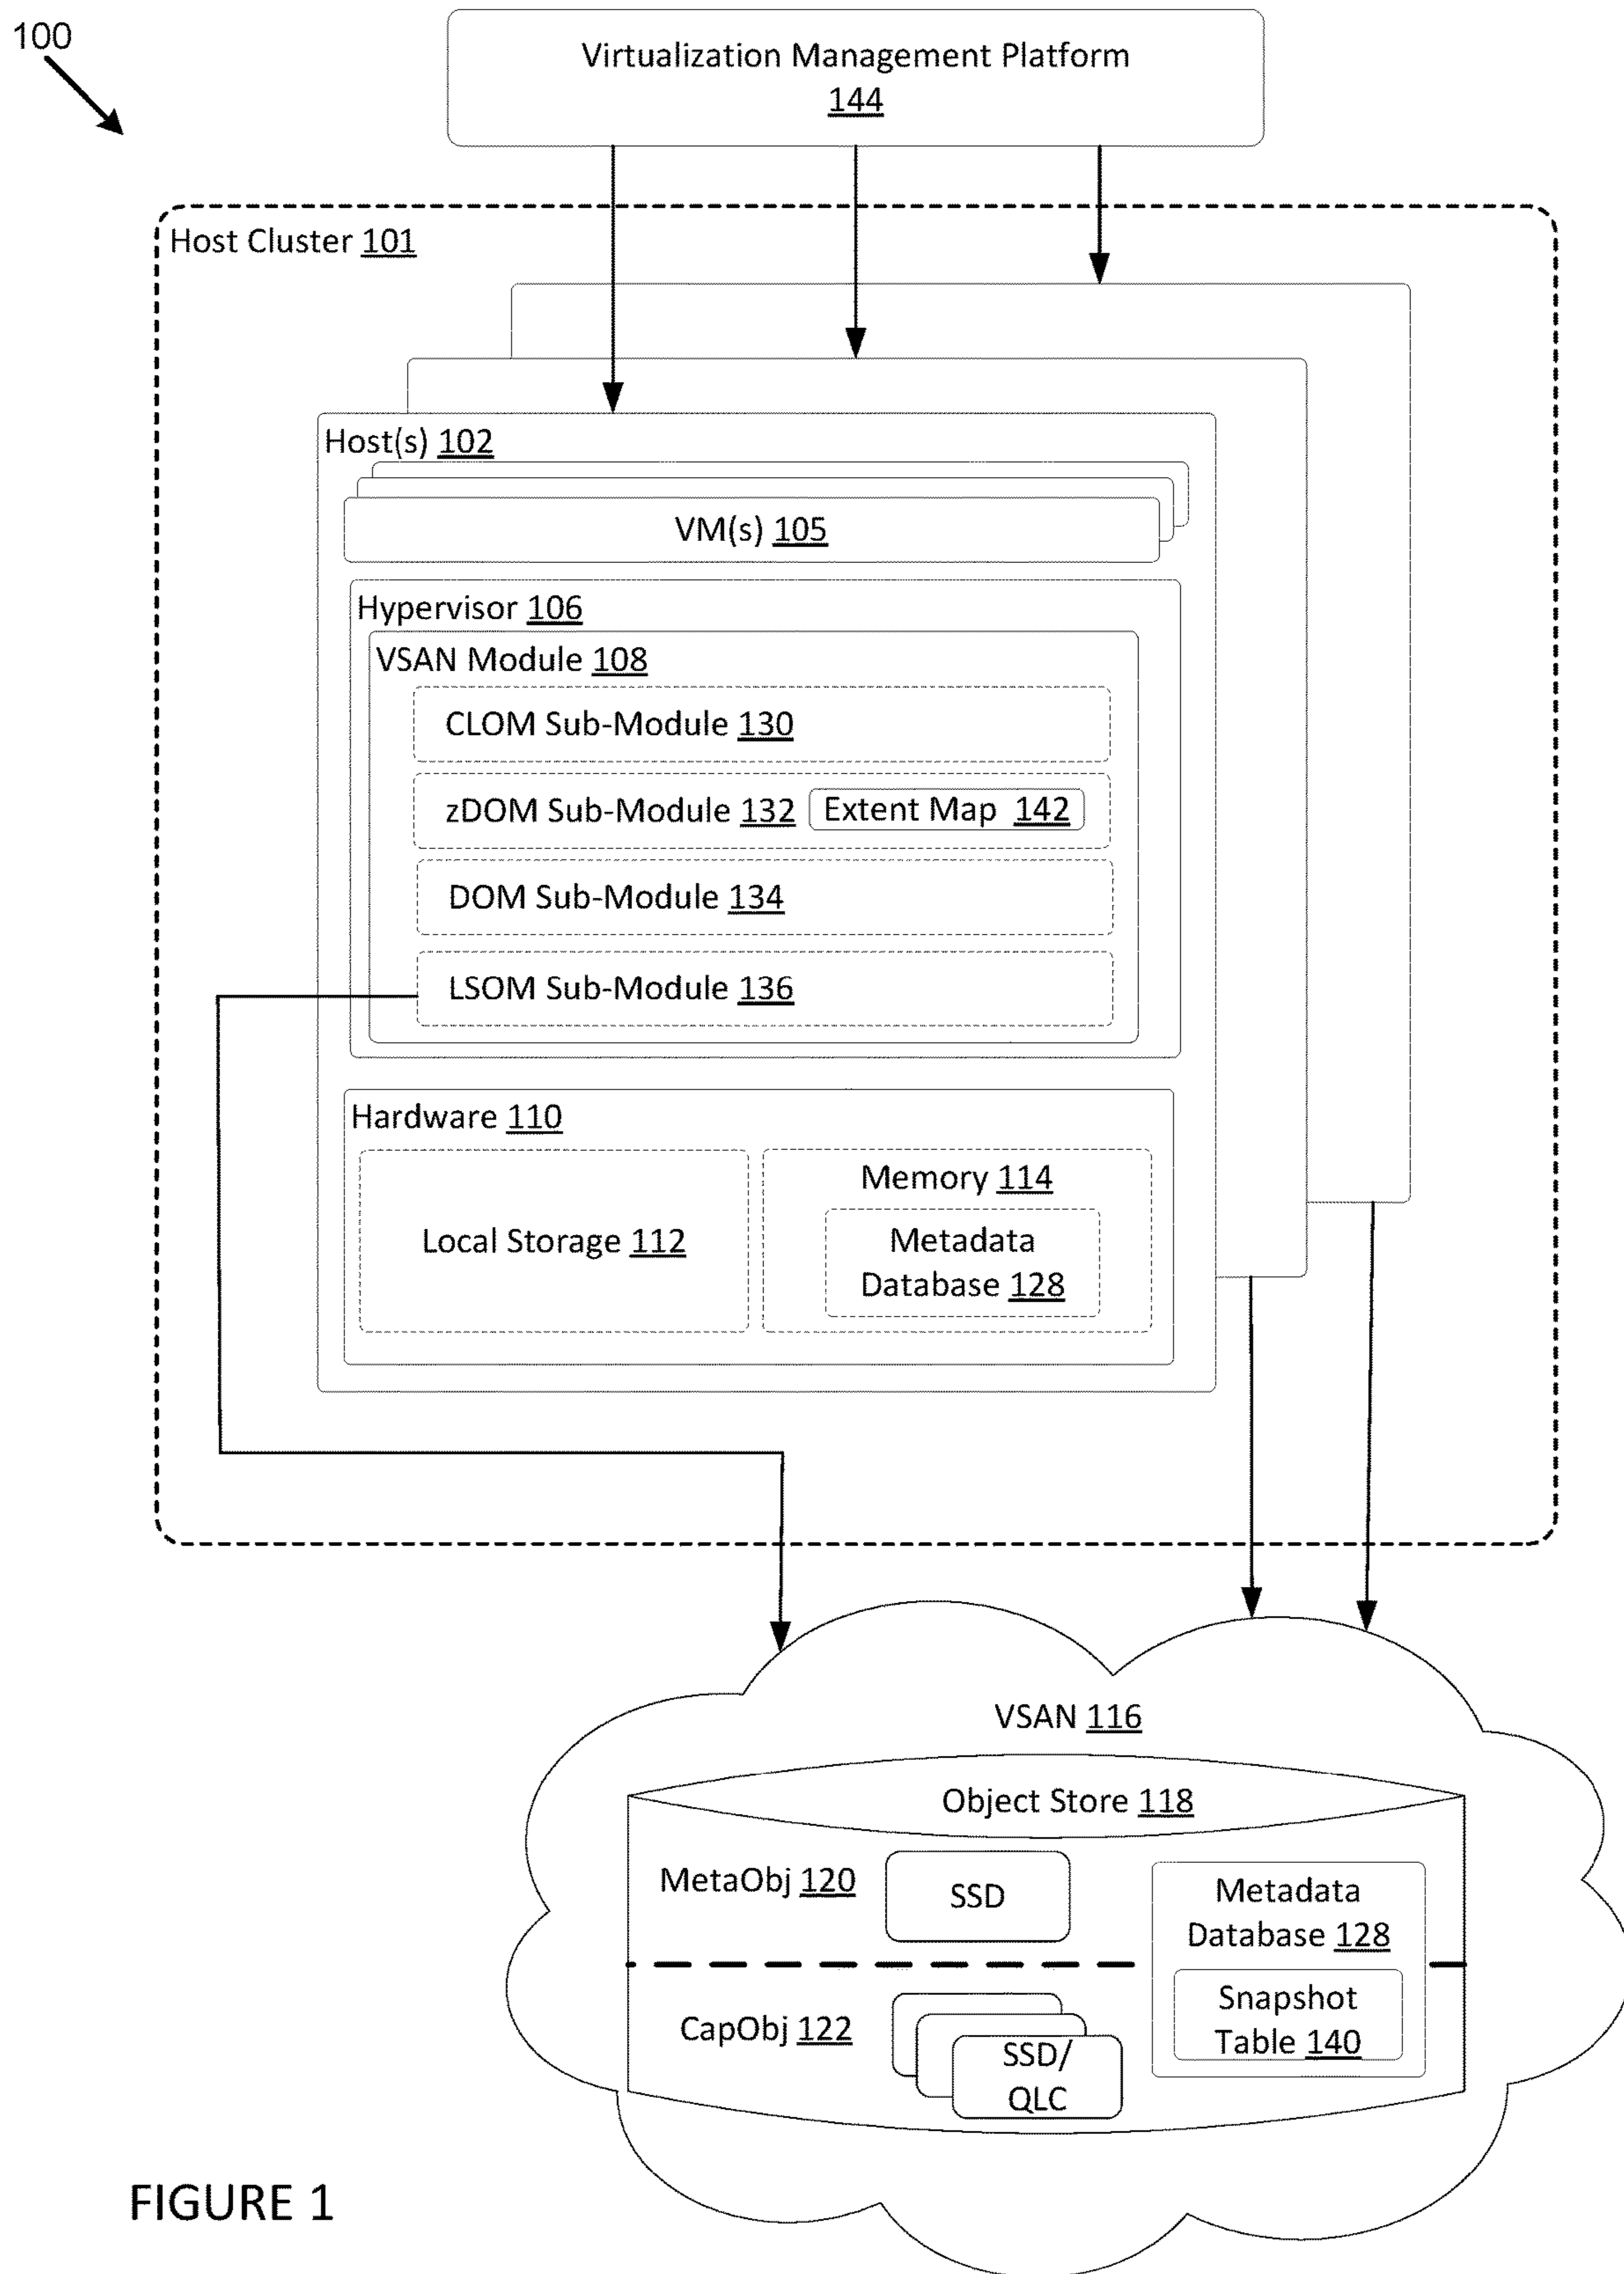 100
Virtualization Management Platform
144
Host Cluster 101
Host(s) 102
VM(s) 105
Hypervisor 106
VSAN Module 108
CLOM Sub-Module 130
zDOM Sub-Module 132 Extent Map 142
DOM Sub-Module 134
LSOM Sub-Module 136
Hardware 110
Local Storage 112
Memory 114
Metadata
Database 128
VSAN 116
Object Store 118
MetaObj 120
SSD
Metadata
Database 128
CapObj 122
SSD/
QLC
Snapshot
Table 140
FIGURE 1